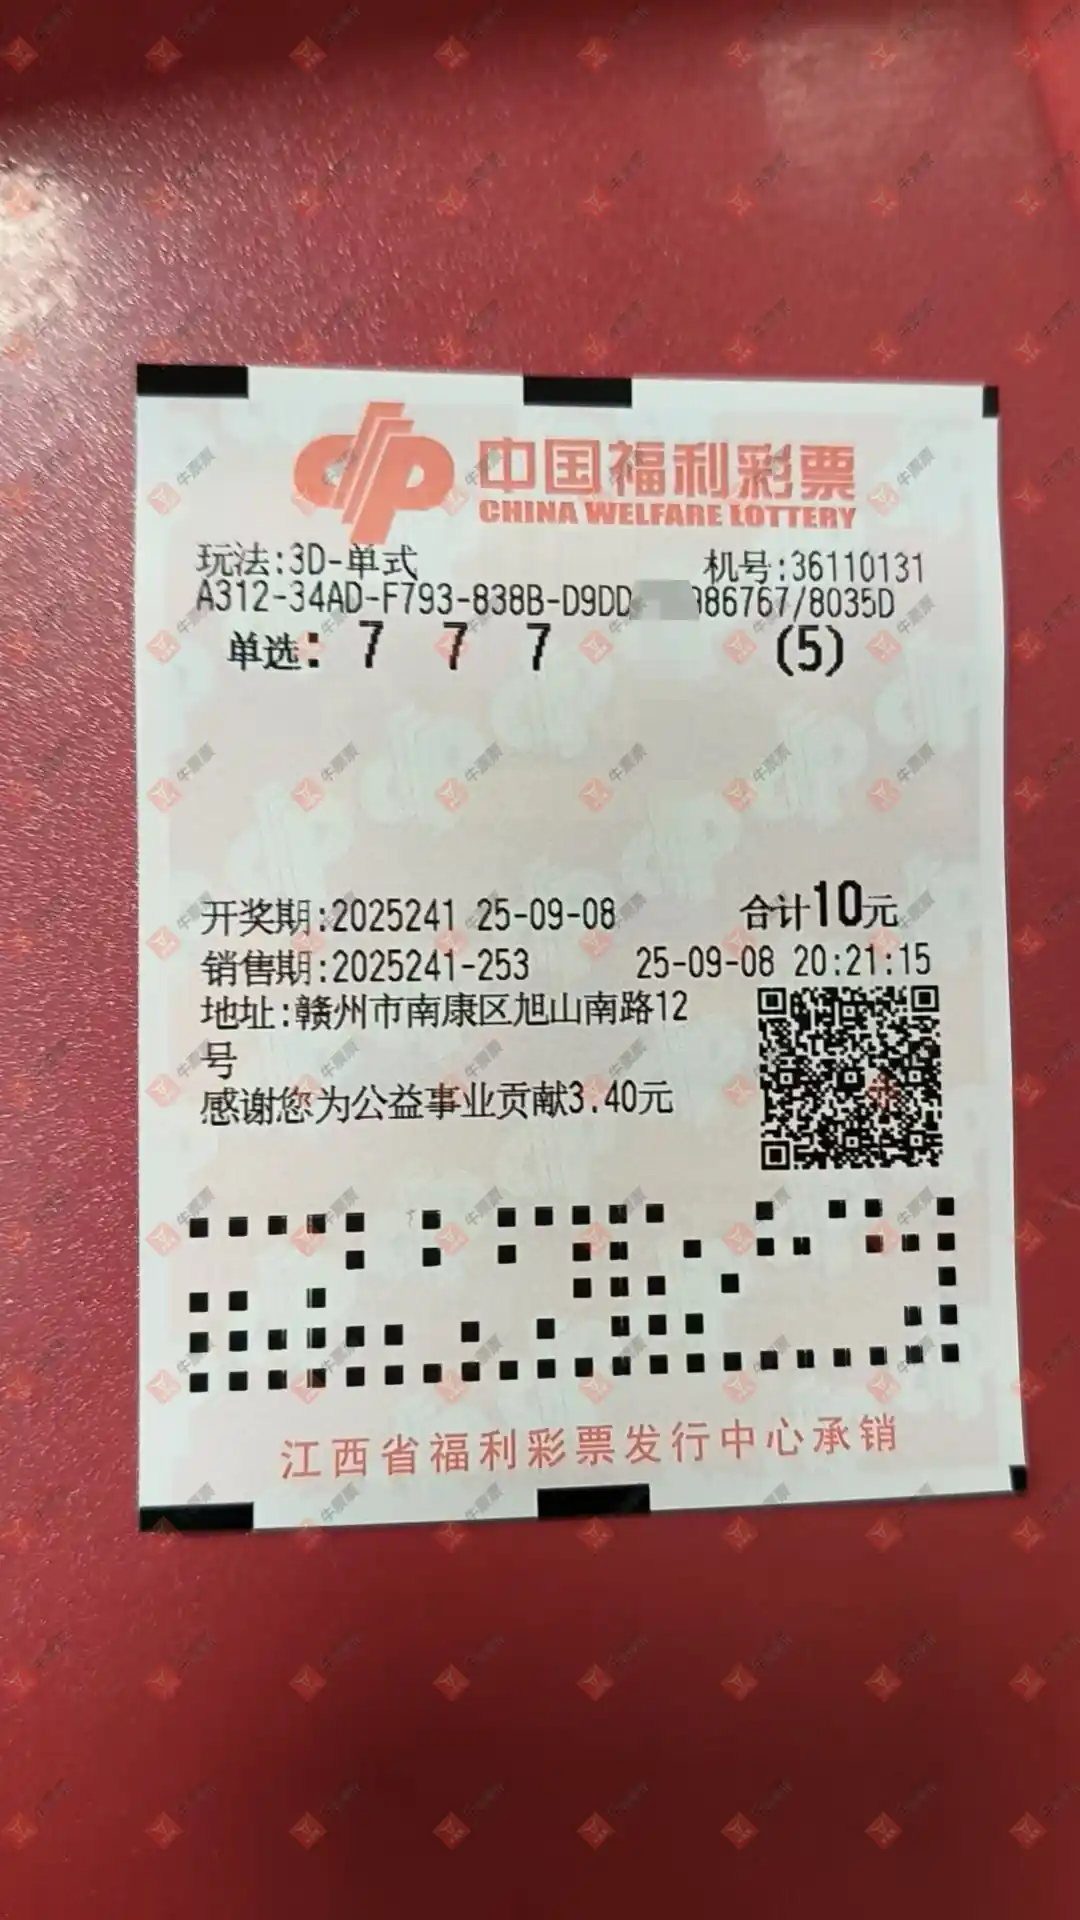 中国福利彩票
CHINA WELFARE LOTTERY
玩法:3D-单式 机号:36110131
A312-34AD-F793-838B-D9DD 86767/8035D
单选: 7 7 7 (5)
开奖期:2025241 25-09-08 合计10元
销售期:2025241-253 25-09-08 20:21:15
地址:赣州市南康区旭山南路12
号
感谢您为公益事业贡献3.40元
江西省福利彩票发行中心承销
牛票票